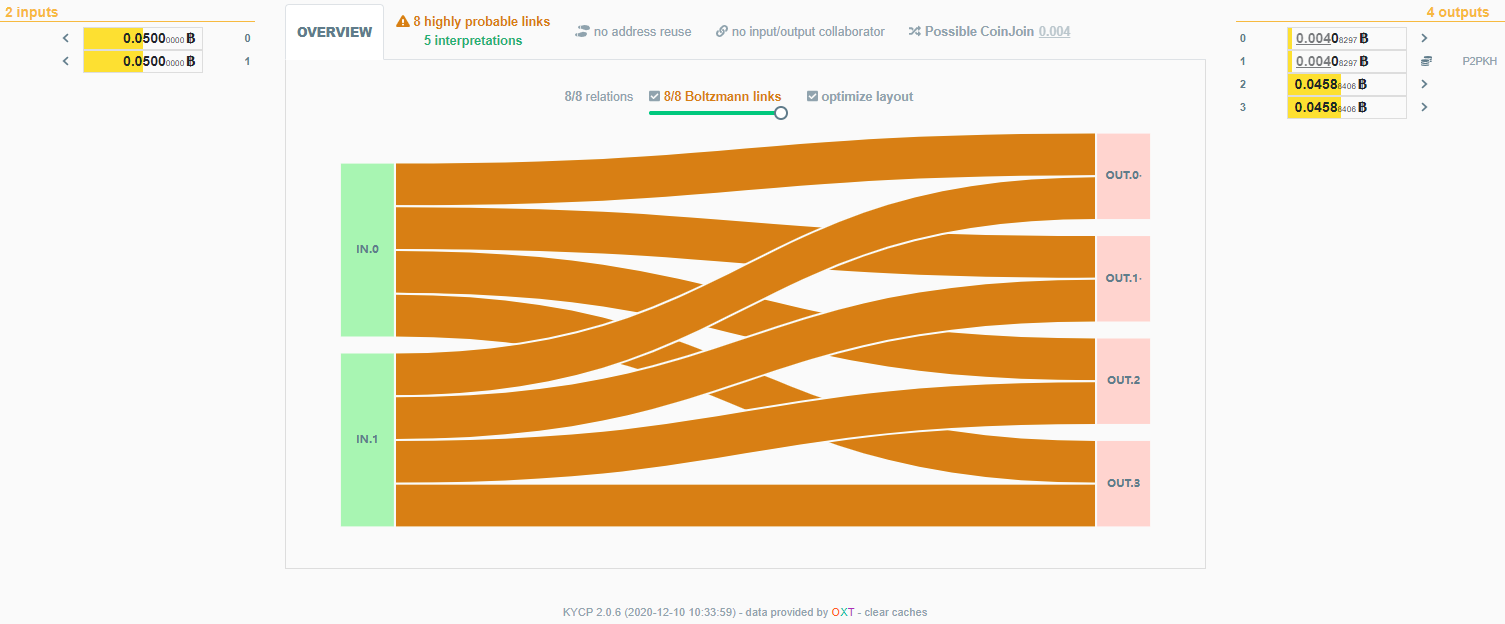 2 inputs
0.05000000 ₿ 0
0.05000000 ₿ 1
OVERVIEW
8 highly probable links
5 interpretations
no address reuse
no input/output collaborator
Possible CoinJoin 0.004
8/8 relations
8/8 Boltzmann links
optimize layout
IN.0
IN.1
OUT.0·
OUT.1·
OUT.2
OUT.3
4 outputs
0 0.00408297 ₿
1 0.00408297 ₿ P2PKH
2 0.04588406 ₿
3 0.04588406 ₿
KYCP 2.0.6 (2020-12-10 10:33:59) - data provided by OXT - clear caches